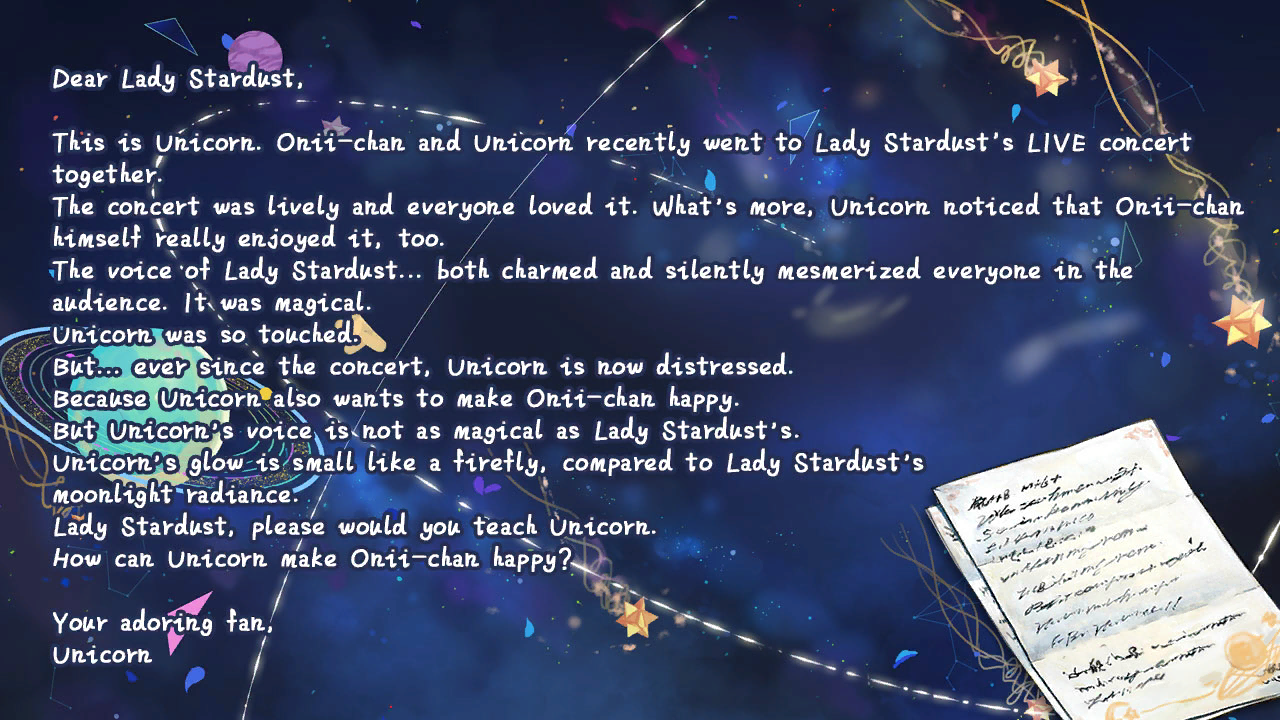 Dear Lady Stardust,
This is Unicorn. Onii-chan and Unicorn recently went to Lady Stardust's LIVE concert
together.
The concert was lively and everyone loved it. What's more, Unicorn noticed that Onii-chan
himself really enjoyed it, too.
The voice of Lady Stardust... both charmed and silently mesmerized everyone in the
audience. It was magical.
Unicorn was so touched.
But... ever since the concert, Unicorn is now distressed.
Because Unicorn also wants to make Onii-chan happy.
But Unicorn's voice is not as magical as Lady Stardust's.
Unicorn's glow is small like a firefly, compared to Lady Stardust's
moonlight radiance.
Lady Stardust, please would you teach Unicorn.
How can Unicorn make Onii-chan happy?
Your adoring fan,
Unicorn